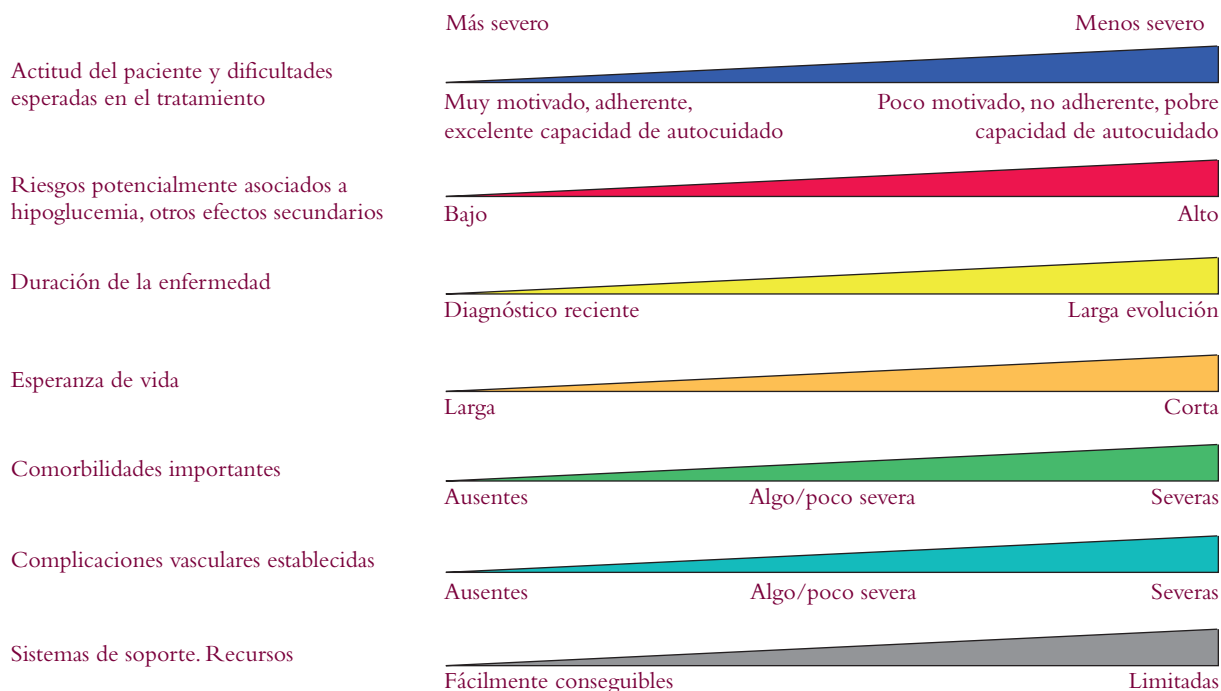 Más severo
Menos severo
Actitud del paciente y dificultades
esperadas en el tratamiento
Muy motivado, adherente,
excelente capacidad de autocuidado
Poco motivado, no adherente, pobre
capacidad de autocuidado
Riesgos potencialmente asociados a
hipoglucemia, otros efectos secundarios
Bajo
Alto
Duración de la enfermedad
Diagnóstico reciente
Larga evolución
Esperanza de vida
Larga
Corta
Comorbilidades importantes
Ausentes
Algo/poco severa
Severas
Complicaciones vasculares establecidas
Ausentes
Algo/poco severa
Severas
Sistemas de soporte. Recursos
Fácilmente conseguibles
Limitadas